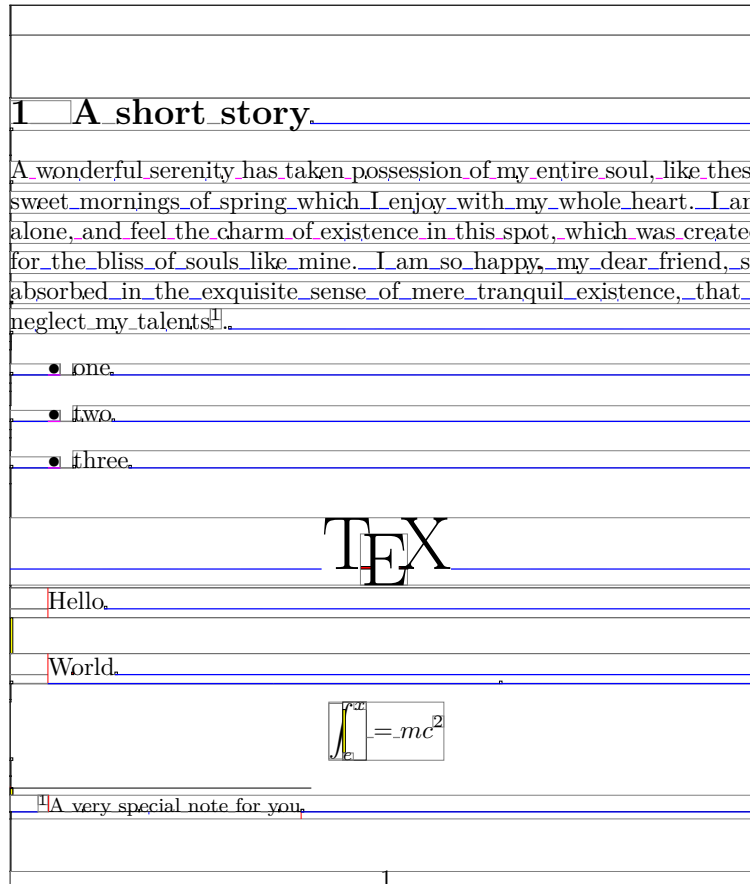 1 A short story
A wonderful serenity has taken possession of my entire soul, like thes
sweet mornings of spring which I enjoy with my whole heart. I am
alone, and feel the charm of existence in this spot, which was created
for the bliss of souls like mine. I am so happy, my dear friend, s
absorbed in the exquisite sense of mere tranquil existence, that
neglect my talents¹.
• one
• two
• three
TEX
Hello
World
∫ₑˣ = mc²
¹A very special note for you
1